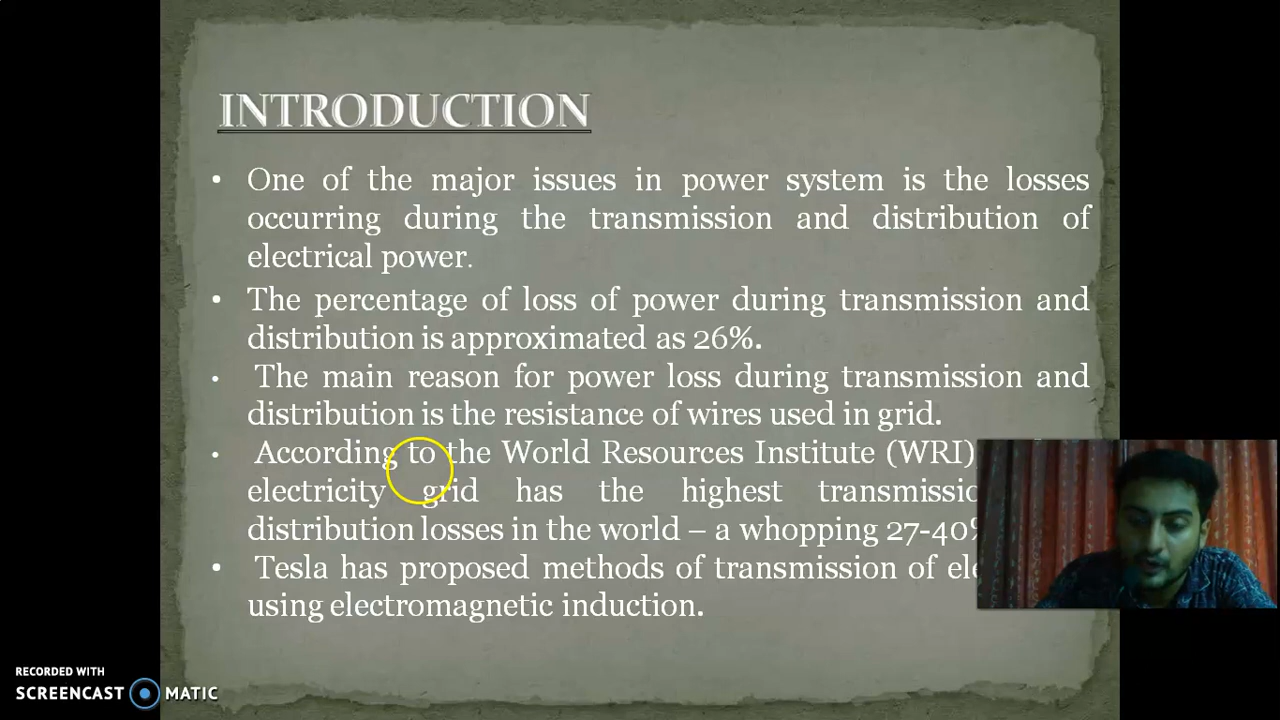 INTRODUCTION
• One of the major issues in power system is the losses
occurring during the transmission and distribution of
electrical power.
• The percentage of loss of power during transmission and
distribution is approximated as 26%.
• The main reason for power loss during transmission and
distribution is the resistance of wires used in grid.
• According to the World Resources Institute (WRI)
electricity grid has the highest
distribution losses in the world – a whopping 27-40%
• Tesla has proposed methods of transmission of
using electromagnetic induction.
RECORDED WITH
SCREENCAST MATIC